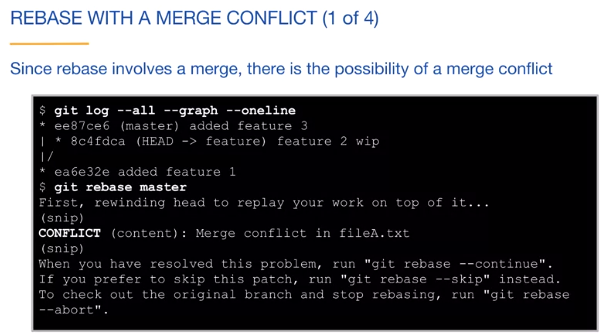 REBASE WITH A MERGE CONFLICT (1 of 4)
Since rebase involves a merge, there is the possibility of a merge conflict
$ git log --all --graph --oneline
* ee87ce6 (master) added feature 3
| * 8c4fdca (HEAD -> feature) feature 2 wip
|/
* ea6e32e added feature 1
$ git rebase master
First, rewinding head to replay your work on top of it...
(snip)
CONFLICT (content): Merge conflict in fileA.txt
(snip)
When you have resolved this problem, run "git rebase --continue".
If you prefer to skip this patch, run "git rebase --skip" instead.
To check out the original branch and stop rebasing, run "git rebase
--abort".